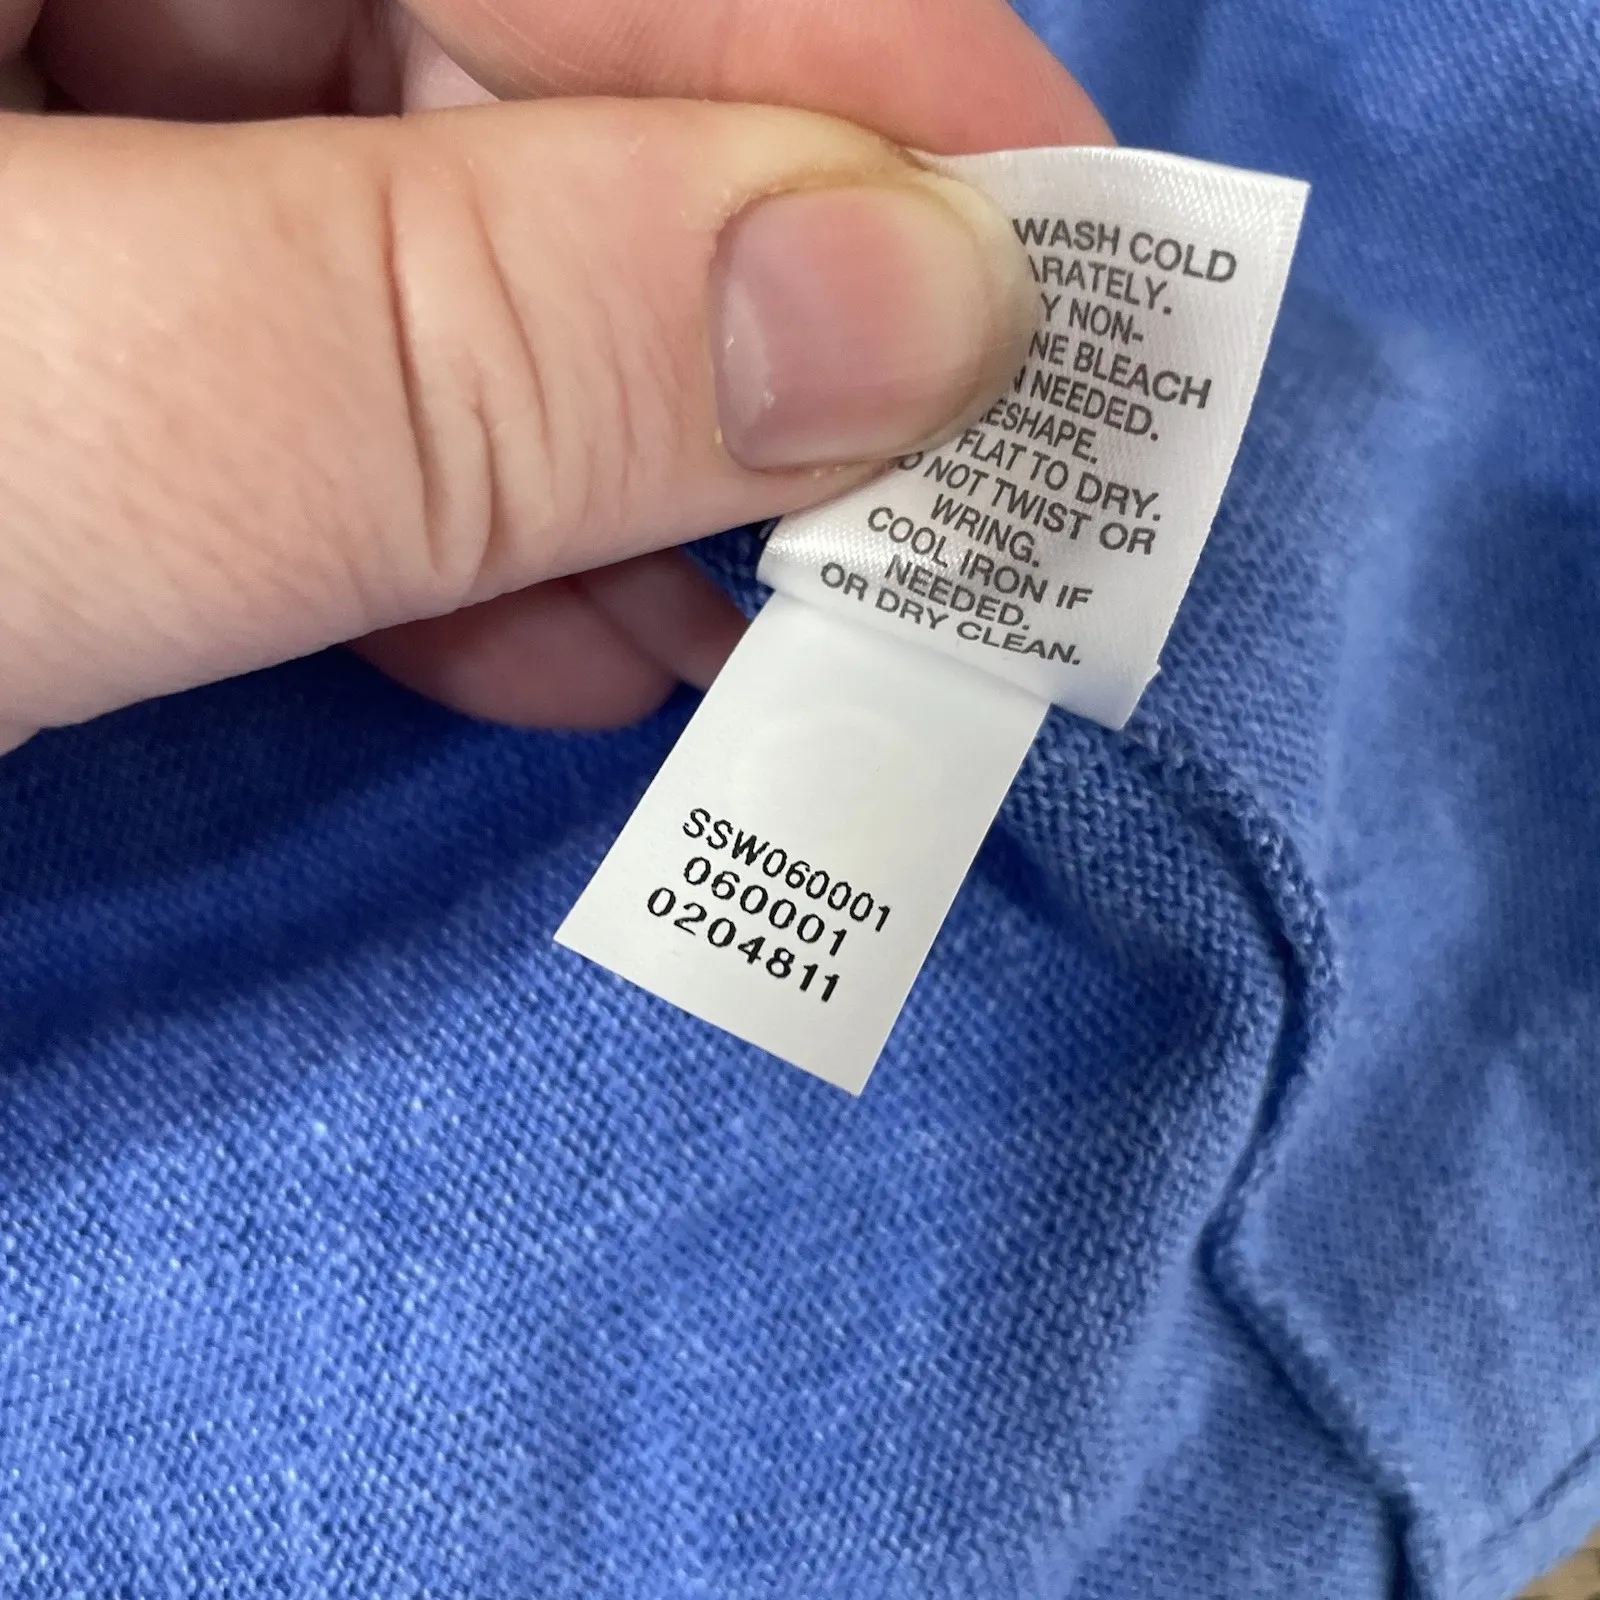 WASH COLD
ARATELY.
Y NON-
NE BLEACH
N NEEDED.
ESHAPE.
FLAT TO DRY.
O NOT TWIST OR
WRING.
COOL IRON IF
NEEDED.
OR DRY CLEAN.
SSW060001
060001
0204811